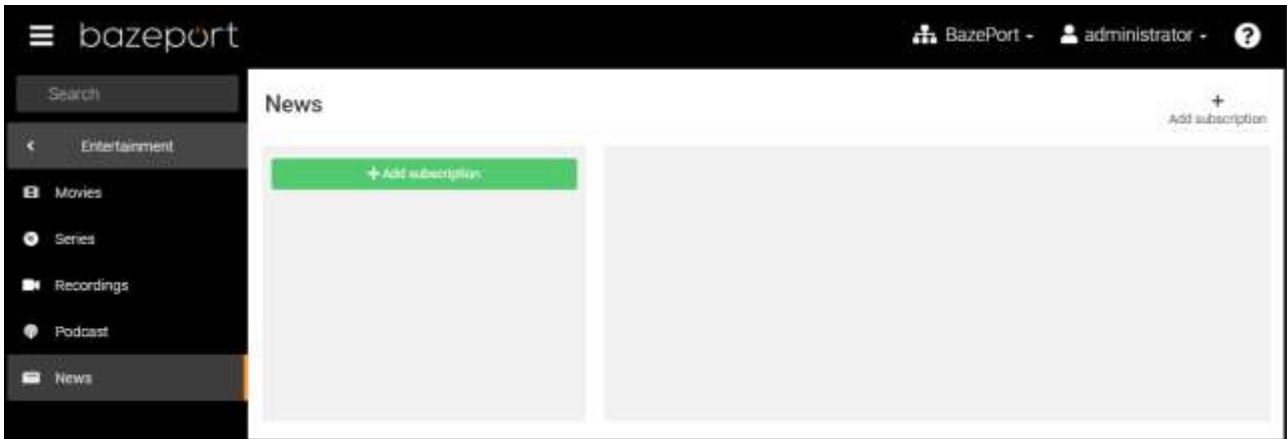 bazeport
BazePort
administrator
?
Search
News
Add subscription
Entertainment
+ Add subscription
Movies
Series
Recordings
Podcast
News